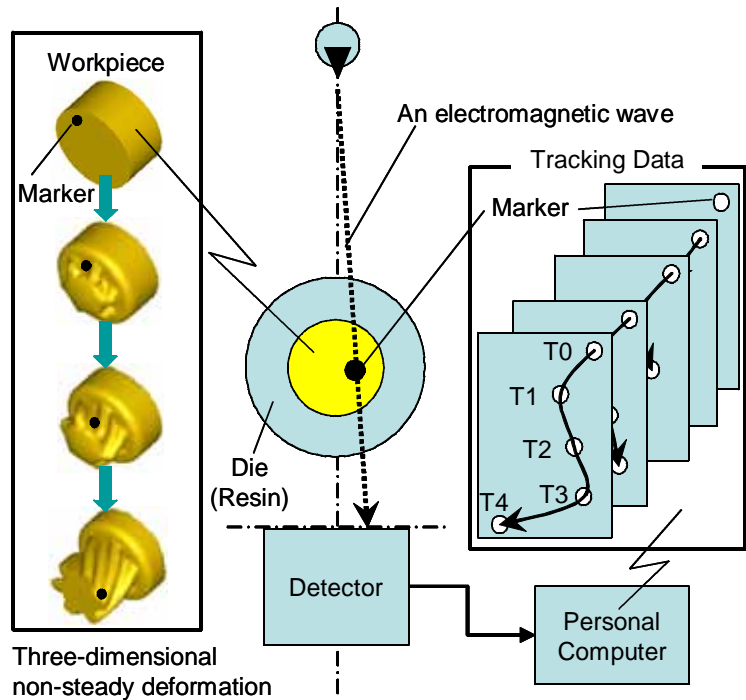 Workpiece
Marker
Three-dimensional
non-steady deformation
An electromagnetic wave
Die
(Resin)
Detector
Tracking Data
Marker
T0
T1
T2
T3
T4
Personal
Computer